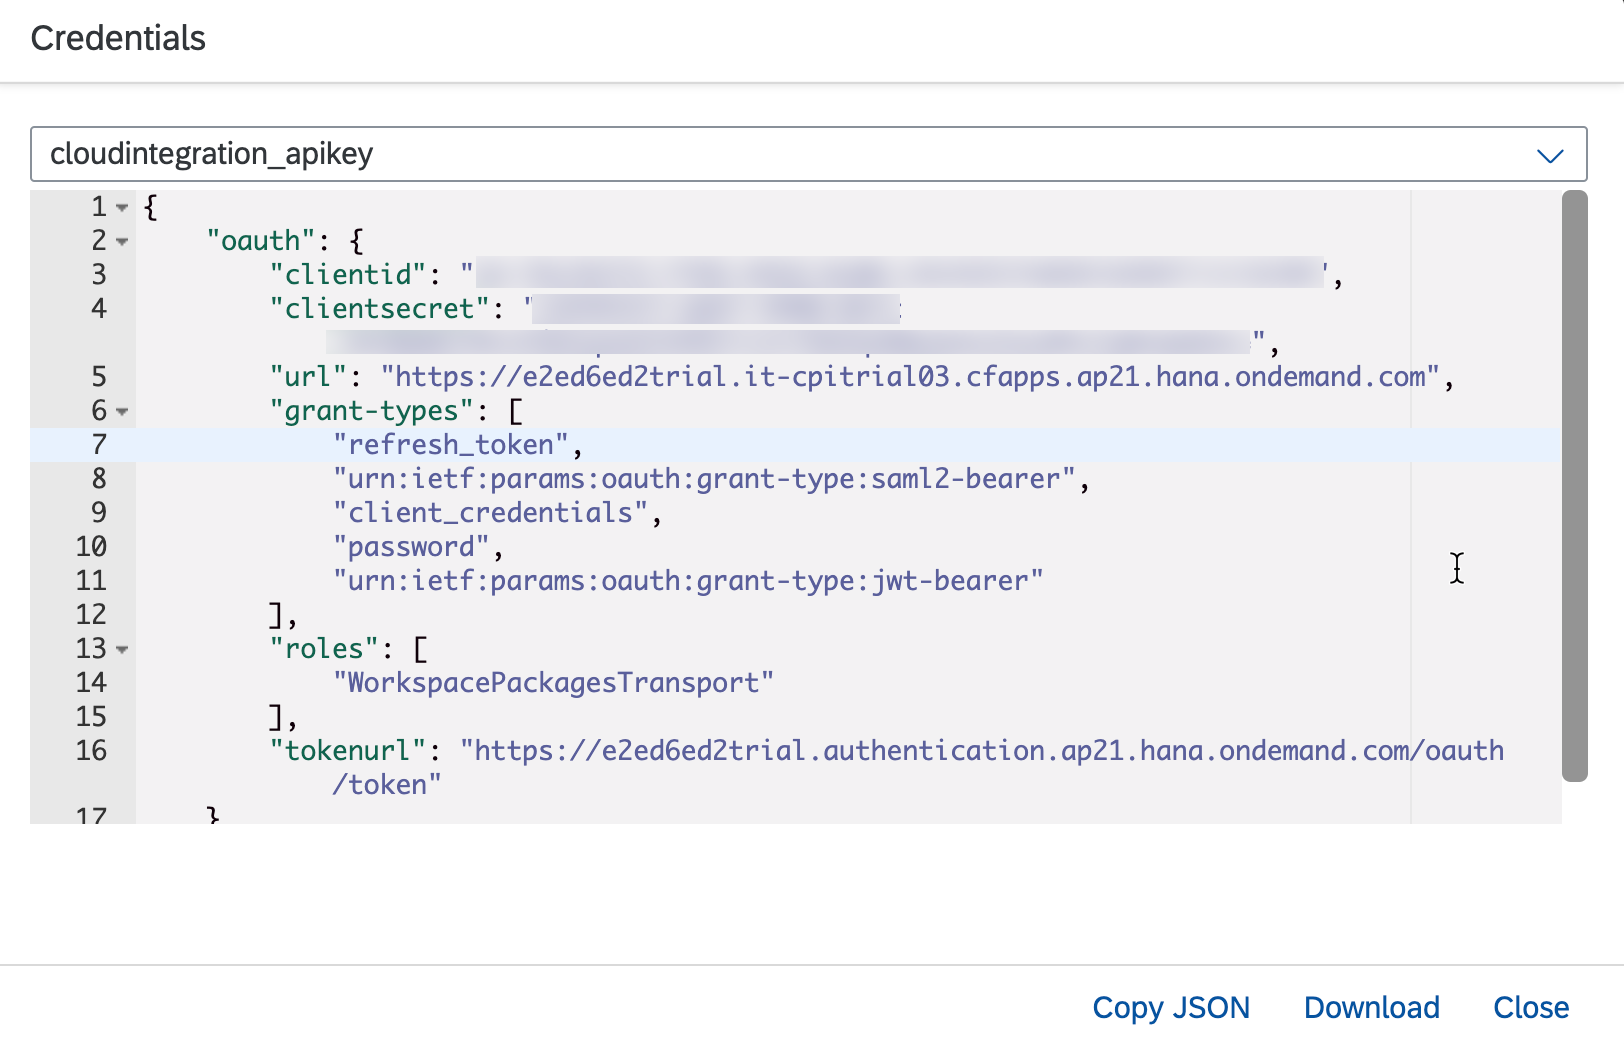 Credentials
cloudintegration_apikey
1 {
2 "oauth": {
3 "clientid": "
4 "clientsecret": "
",
5 "url": "https://e2ed6ed2trial.it-cpitrial03.cfapps.ap21.hana.ondemand.com",
6 "grant-types": [
7 "refresh_token",
8 "urn:ietf:params:oauth:grant-type:saml2-bearer",
9 "client_credentials",
10 "password",
11 "urn:ietf:params:oauth:grant-type:jwt-bearer"
12 ],
13 "roles": [
14 "WorkspacePackagesTransport"
15 ],
16 "tokenurl": "https://e2ed6ed2trial.authentication.ap21.hana.ondemand.com/oauth
/token"
17 }
Copy JSON Download Close